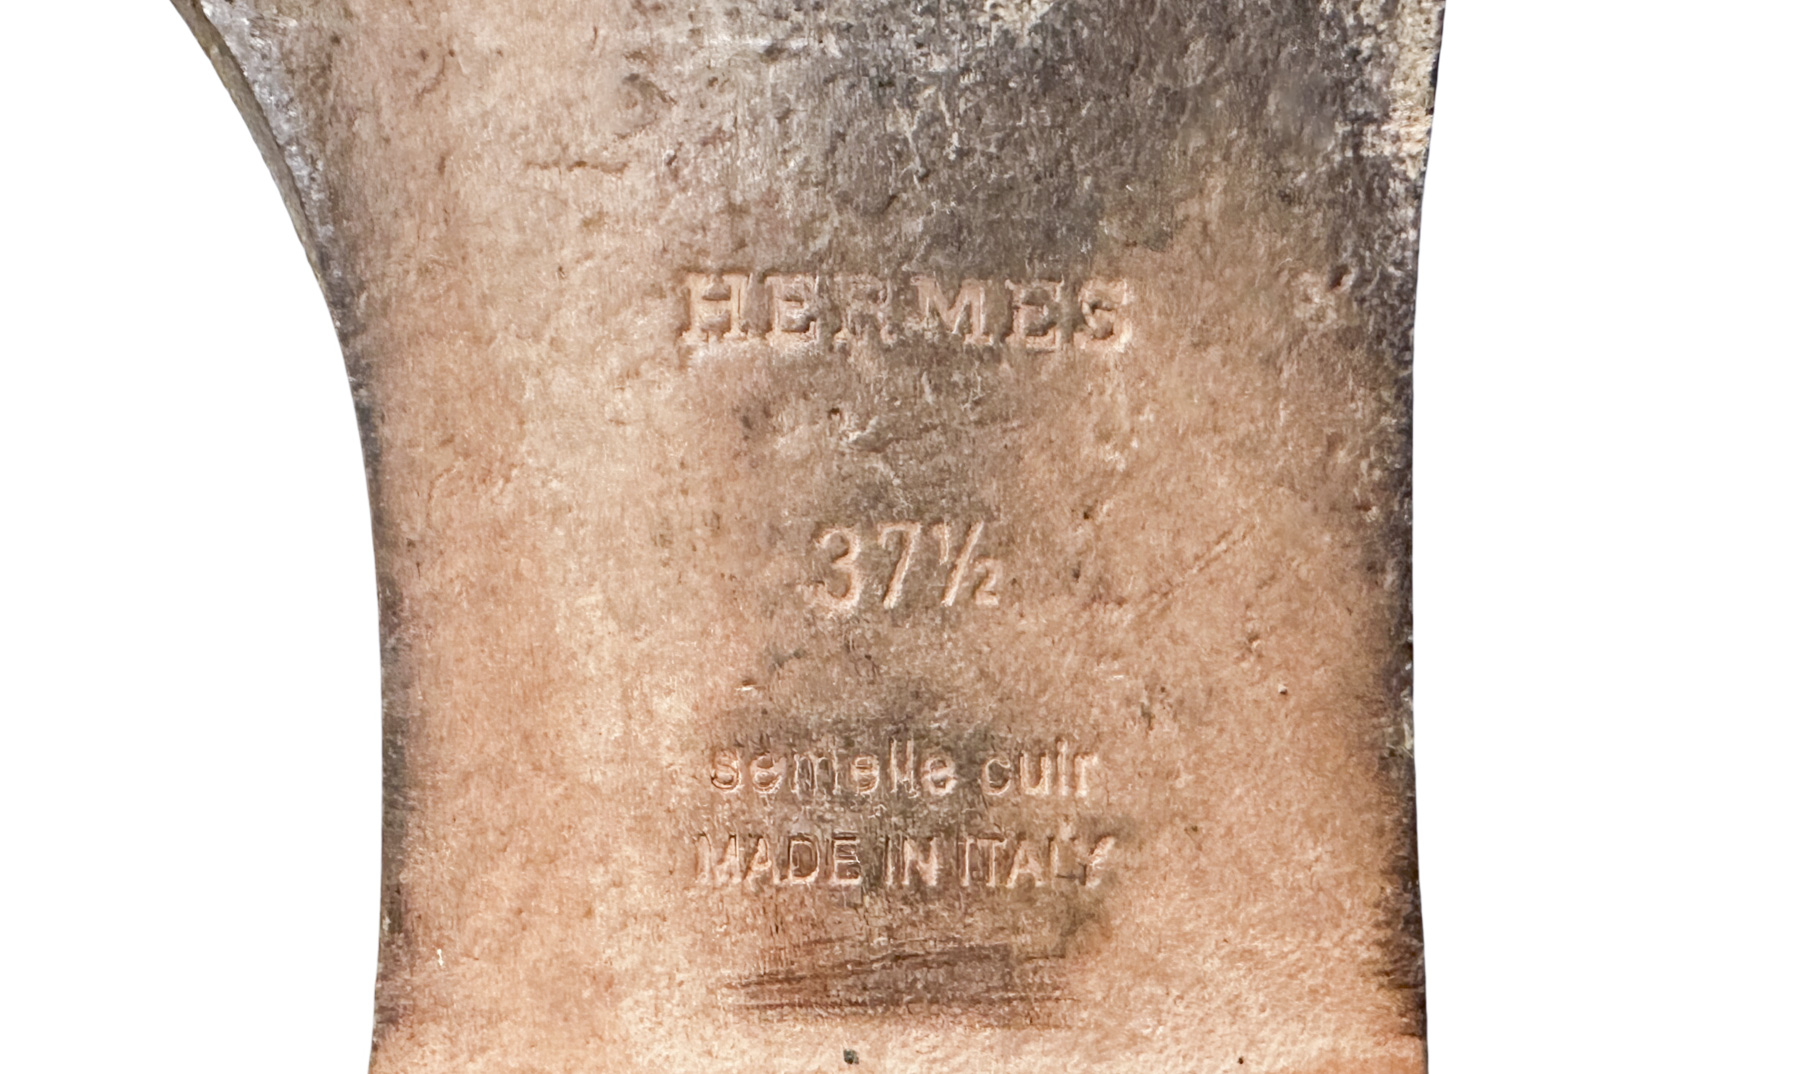 HERMES
37½
semelle cuir
MADE IN ITALY